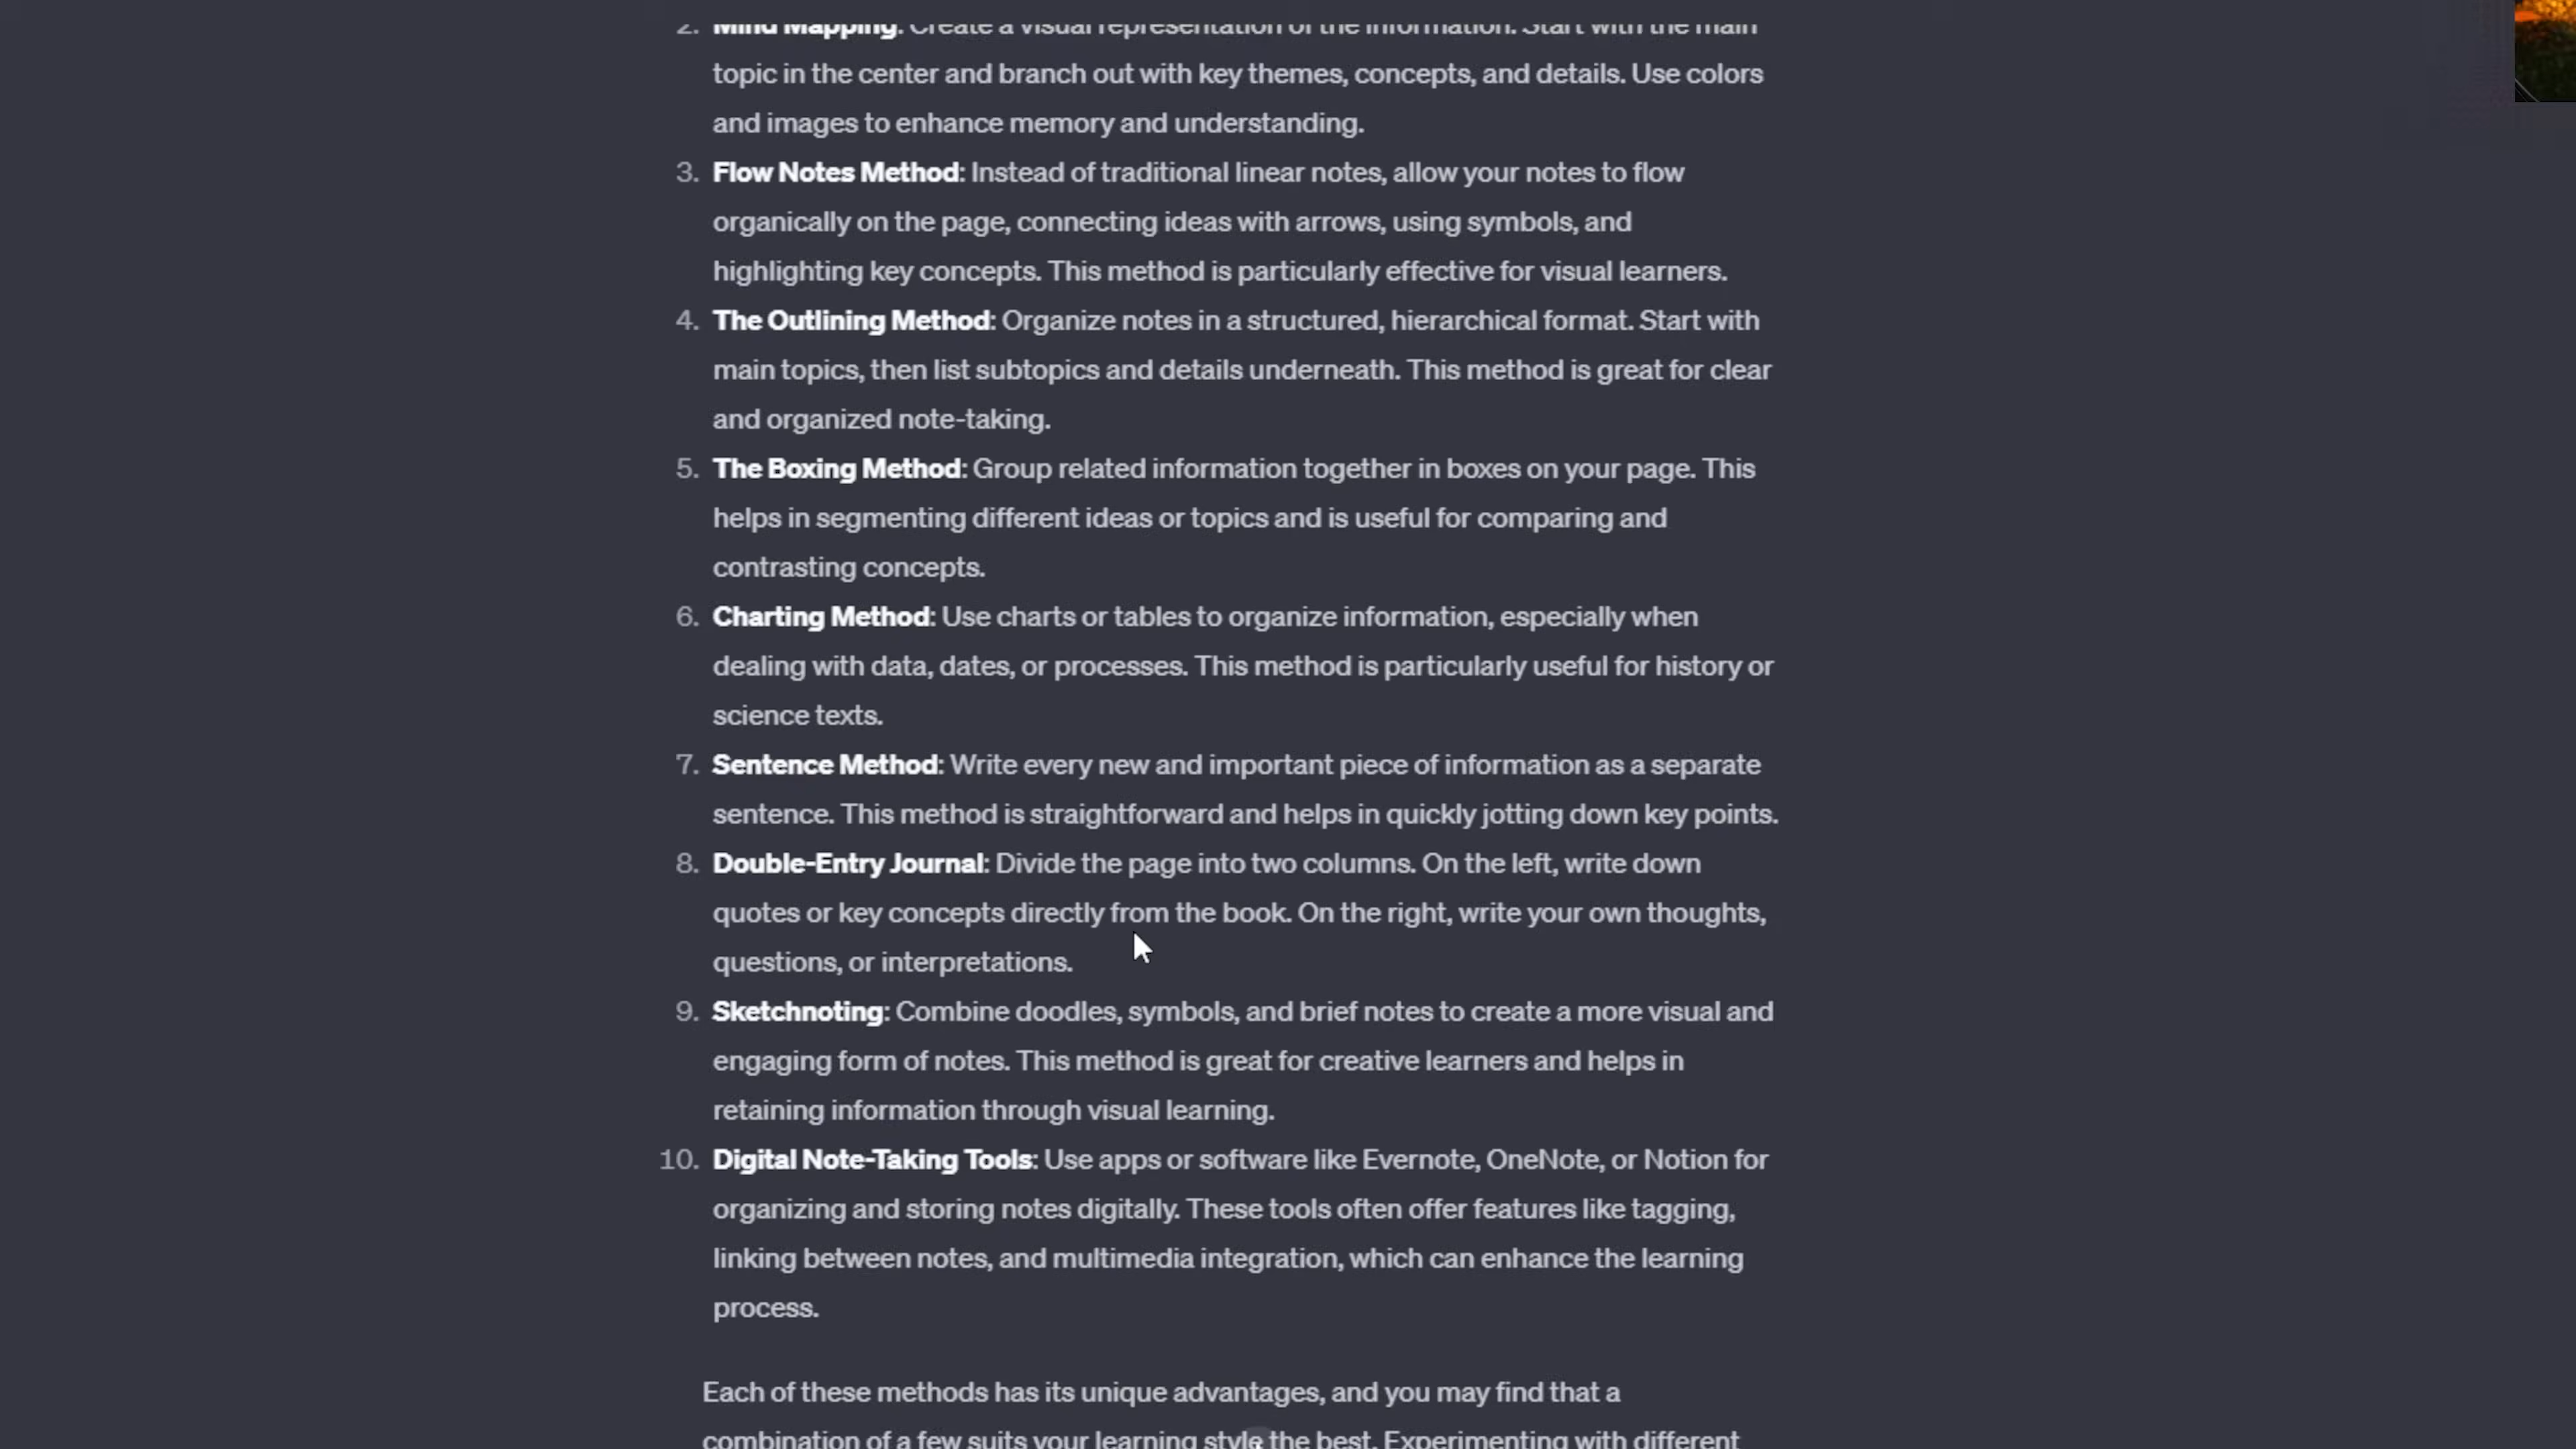 2. Mind Mapping: Create a visual representation of the information. Start with the main
topic in the center and branch out with key themes, concepts, and details. Use colors
and images to enhance memory and understanding.
3. Flow Notes Method: Instead of traditional linear notes, allow your notes to flow
organically on the page, connecting ideas with arrows, using symbols, and
highlighting key concepts. This method is particularly effective for visual learners.
4. The Outlining Method: Organize notes in a structured, hierarchical format. Start with
main topics, then list subtopics and details underneath. This method is great for clear
and organized note-taking.
5. The Boxing Method: Group related information together in boxes on your page. This
helps in segmenting different ideas or topics and is useful for comparing and
contrasting concepts.
6. Charting Method: Use charts or tables to organize information, especially when
dealing with data, dates, or processes. This method is particularly useful for history or
science texts.
7. Sentence Method: Write every new and important piece of information as a separate
sentence. This method is straightforward and helps in quickly jotting down key points.
8. Double-Entry Journal: Divide the page into two columns. On the left, write down
quotes or key concepts directly from the book. On the right, write your own thoughts,
questions, or interpretations.
9. Sketchnoting: Combine doodles, symbols, and brief notes to create a more visual and
engaging form of notes. This method is great for creative learners and helps in
retaining information through visual learning.
10. Digital Note-Taking Tools: Use apps or software like Evernote, OneNote, or Notion for
organizing and storing notes digitally. These tools often offer features like tagging,
linking between notes, and multimedia integration, which can enhance the learning
process.
Each of these methods has its unique advantages, and you may find that a
combination of a few suits your learning style the best. Experimenting with different